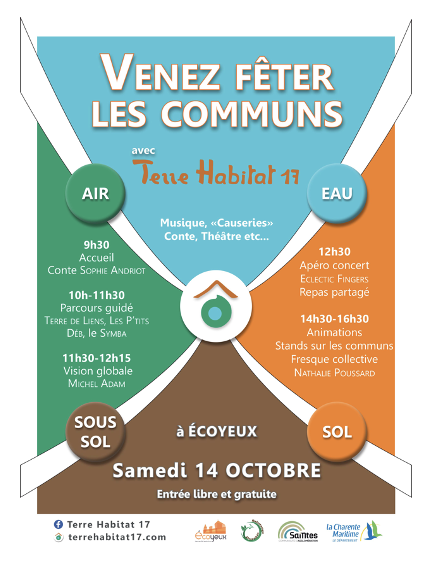 VENEZ FÊTER
LES COMMUNS
avec
Terre Habitat 17
Musique, «Causeries»
Conte, Théâtre etc...
AIR
9h30
Accueil
Conte SOPHIE ANDRIOT
10h-11h30
Parcours guidé
TERRE DE LIENS, LES P'TITS
DÉB, LE SYMBA
11h30-12h15
Vision globale
MICHEL ADAM
EAU
12h30
Apéro concert
ECLECTIC FINGERS
Repas partagé
14h30-16h30
Animations
Stands sur les communs
Fresque collective
NATHALIE POUSSARD
SOUS
SOL
SOL
à ÉCOYEUX
Samedi 14 OCTOBRE
Entrée libre et gratuite
Terre Habitat 17
terrehabitat17.com
écoyeux
Saintes
la Charente
Maritime
LE DÉPARTEMENT